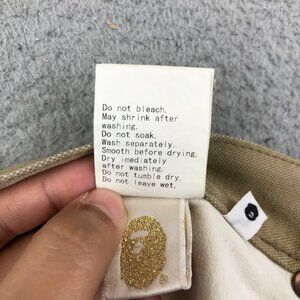 Do not bleach.
May shrink after
washing.
Do not soak.
Wash separately.
Smooth before drying.
Dry imediately
after washing.
Do not tumble dry.
Do not leave wet.